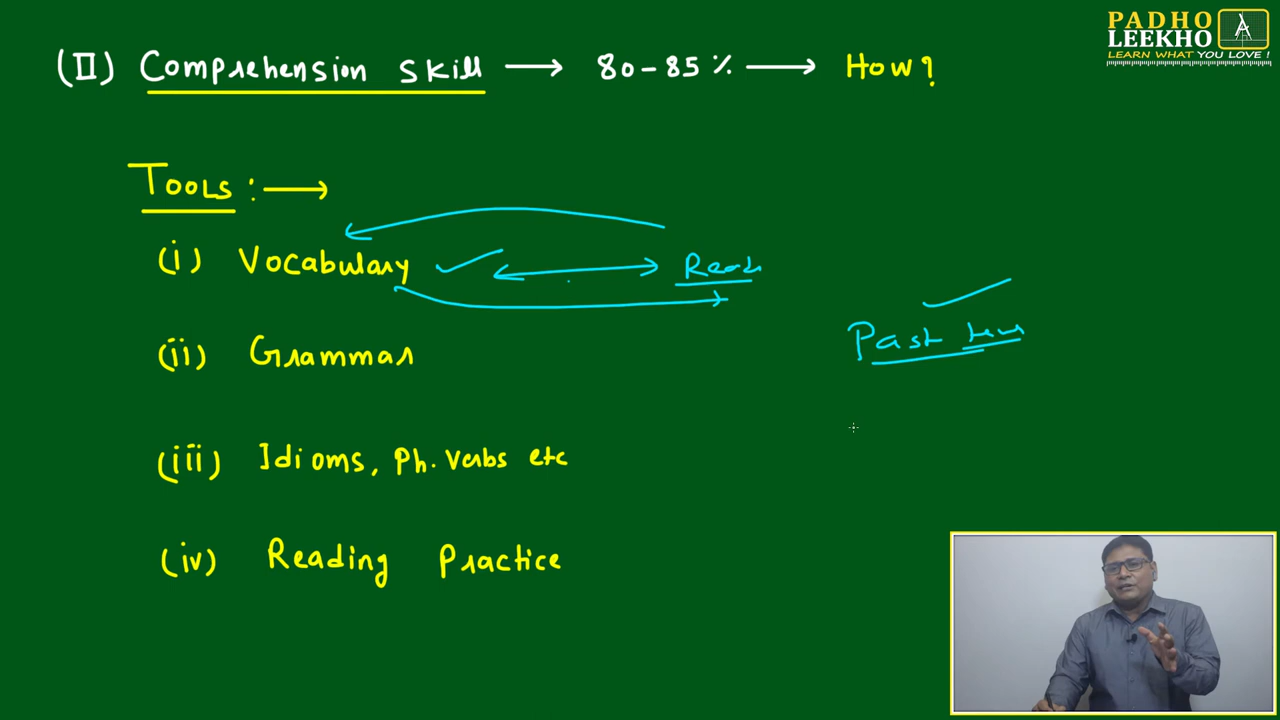 PADHO
LEEKHO
LEARN WHAT YOU LOVE!
(II) Comprehension skill → 80-85% → How?
TOOLS :→
(i) Vocabulary Read
(ii) Grammar
Past
(iii) Idioms, Ph. Verbs etc
(iv) Reading Practice